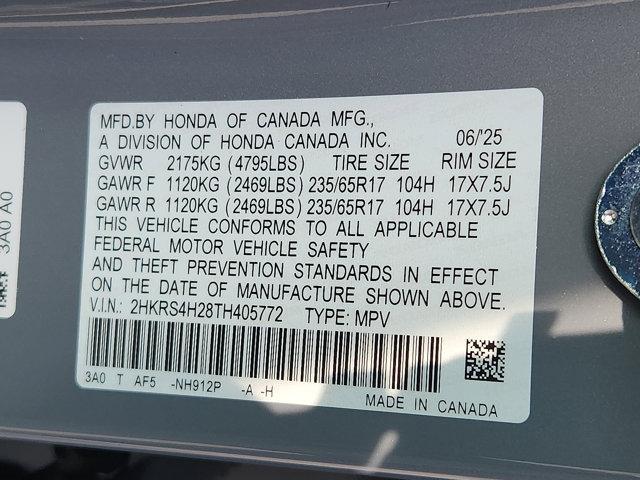 MFD.BY HONDA OF CANADA MFG.,
A DIVISION OF HONDA CANADA INC. 06/'25
GVWR 2175KG (4795LBS) TIRE SIZE RIM SIZE
GAWR F 1120KG (2469LBS) 235/65R17 104H 17X7.5J
GAWR R 1120KG (2469LBS) 235/65R17 104H 17X7.5J
THIS VEHICLE CONFORMS TO ALL APPLICABLE
FEDERAL MOTOR VEHICLE SAFETY
AND THEFT PREVENTION STANDARDS IN EFFECT
ON THE DATE OF MANUFACTURE SHOWN ABOVE.
V.I.N.: 2HKRS4H28TH405772 TYPE: MPV
3A0 T AF5 -NH912P -A -H
MADE IN CANADA
3A0 A0